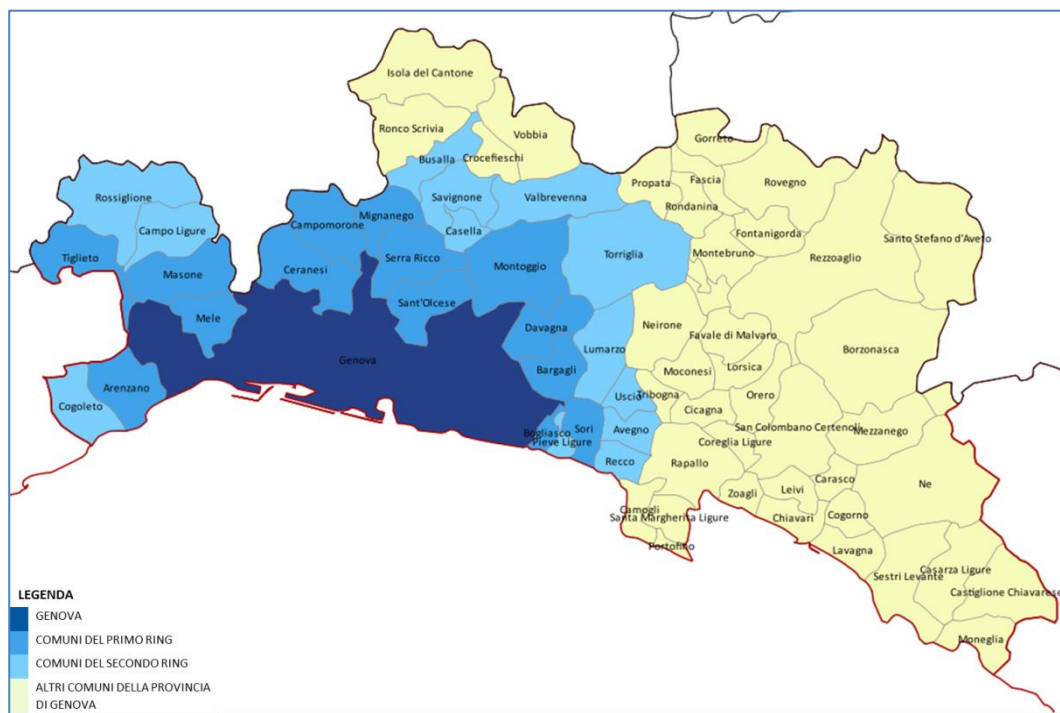 Isola del Cantone
Ronco Scrivia
Vobbia
Gorreto
Busalla
Crocefieschi
Rossiglione
Savignone
Valbrevenna
Propata
Fascia
Rovegno
Rondanina
Campo Ligure
Campomorone
Mignanego
Casella
Fontanigorda
Santo Stefano d'Aveto
Tiglieto
Masone
Ceranesi
Serra Ricco
Montoggio
Torriglia
Montebruno
Rezzoaglio
Mele
Sant'Olcese
Davagna
Neirone
Favale di Malvaro
Genova
Lumarzo
Borzonasca
Bargagli
Moconesi
Lorsica
Arenzano
Cogoleto
Uscio
Tribogna
Orero
Cicagna
Bogliasco
Sori
Avegno
San Colombano Certenoli
Mezzanego
Pieve Ligure
Coreglia Ligure
Recco
Rapallo
Carasco
Ne
Zoagli
Leivi
Camogli
Santa Margherisa Ligure
Chiavari
Cogorno
Portofino
Lavagna
Sestri Levante
Casarza Ligure
Castiglione Chiavarese
Moneglia
LEGENDA
GENOVA
COMUNI DEL PRIMO RING
COMUNI DEL SECONDO RING
ALTRI COMUNI DELLA PROVINCIA
DI GENOVA